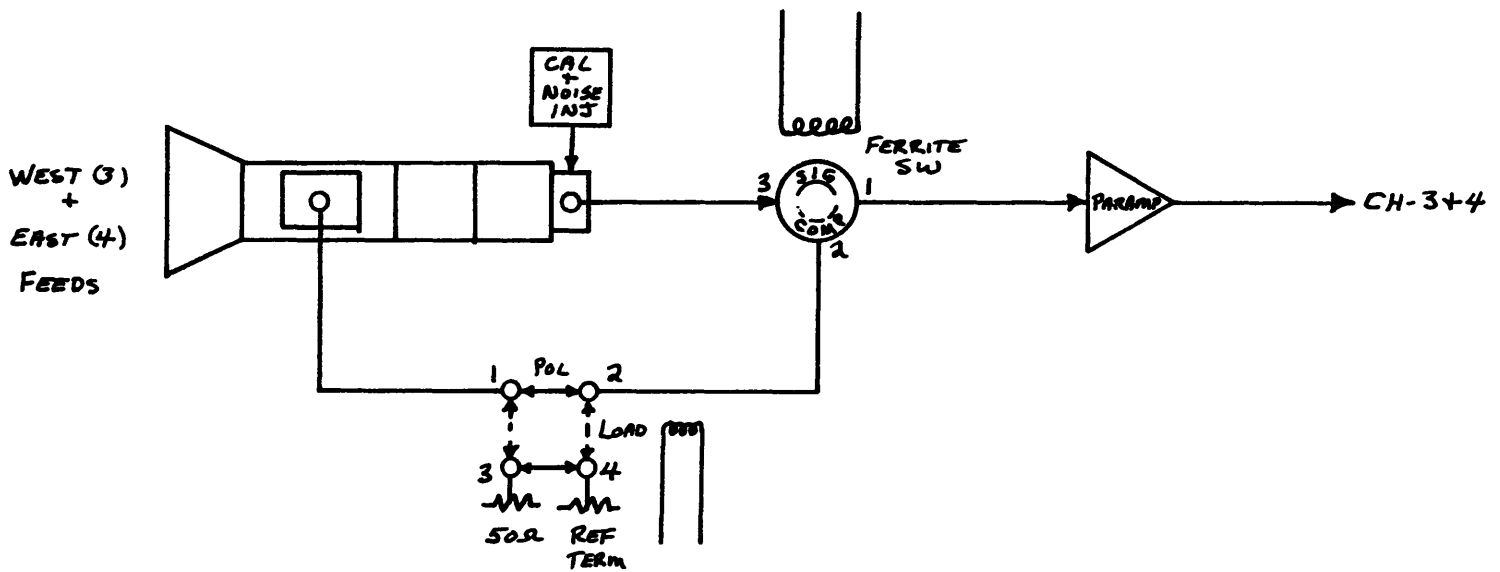 CAL
+
NOISE
INJ
WEST (3)
+
EAST (4)
FEEDS
FERRITE
SW
3
SIG
COMP
1
2
PARAMP
CH-3+4
1
POL
2
LOAD
3
4
50Ω
REF
TERM